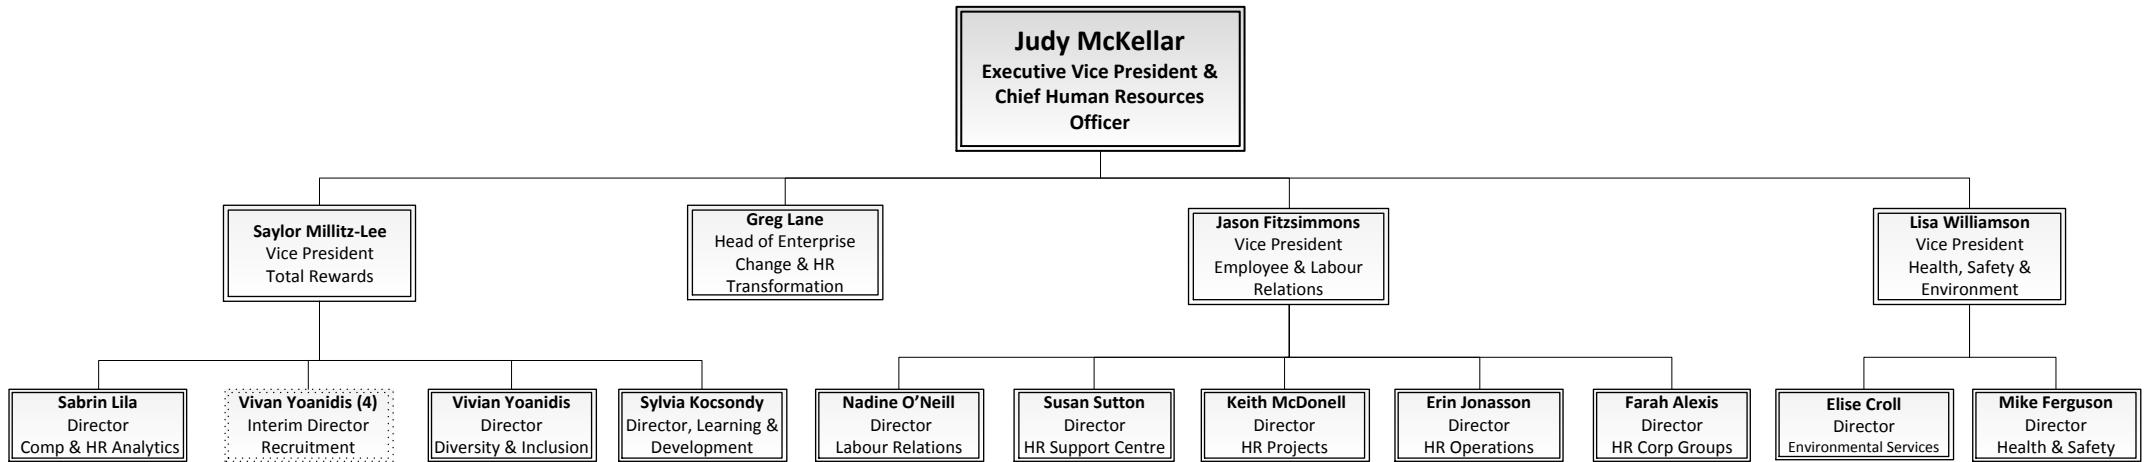 Judy McKellar
Executive Vice President &
Chief Human Resources
Officer
Saylor Millitz-Lee
Vice President
Total Rewards
Greg Lane
Head of Enterprise
Change & HR
Transformation
Jason Fitzsimmons
Vice President
Employee & Labour
Relations
Lisa Williamson
Vice President
Health, Safety &
Environment
Sabrin Lila
Director
Comp & HR Analytics
Vivan Yoanidis (4)
Interim Director
Recruitment
Vivian Yoanidis
Director
Diversity & Inclusion
Sylvia Kocsondy
Director, Learning &
Development
Nadine O’Neill
Director
Labour Relations
Susan Sutton
Director
HR Support Centre
Keith McDonell
Director
HR Projects
Erin Jonasson
Director
HR Operations
Farah Alexis
Director
HR Corp Groups
Elise Croll
Director
Environmental Services
Mike Ferguson
Director
Health & Safety